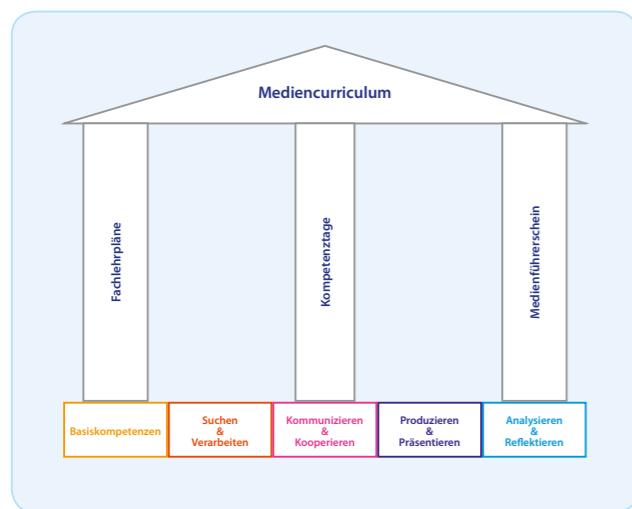 Mediencurriculum
Fachlehrpläne
Kompetenztage
Medienführerschein
Basiskompetenzen
Suchen
&
Verarbeiten
Kommunizieren
&
Kooperieren
Produzieren
&
Präsentieren
Analysieren
&
Reflektieren